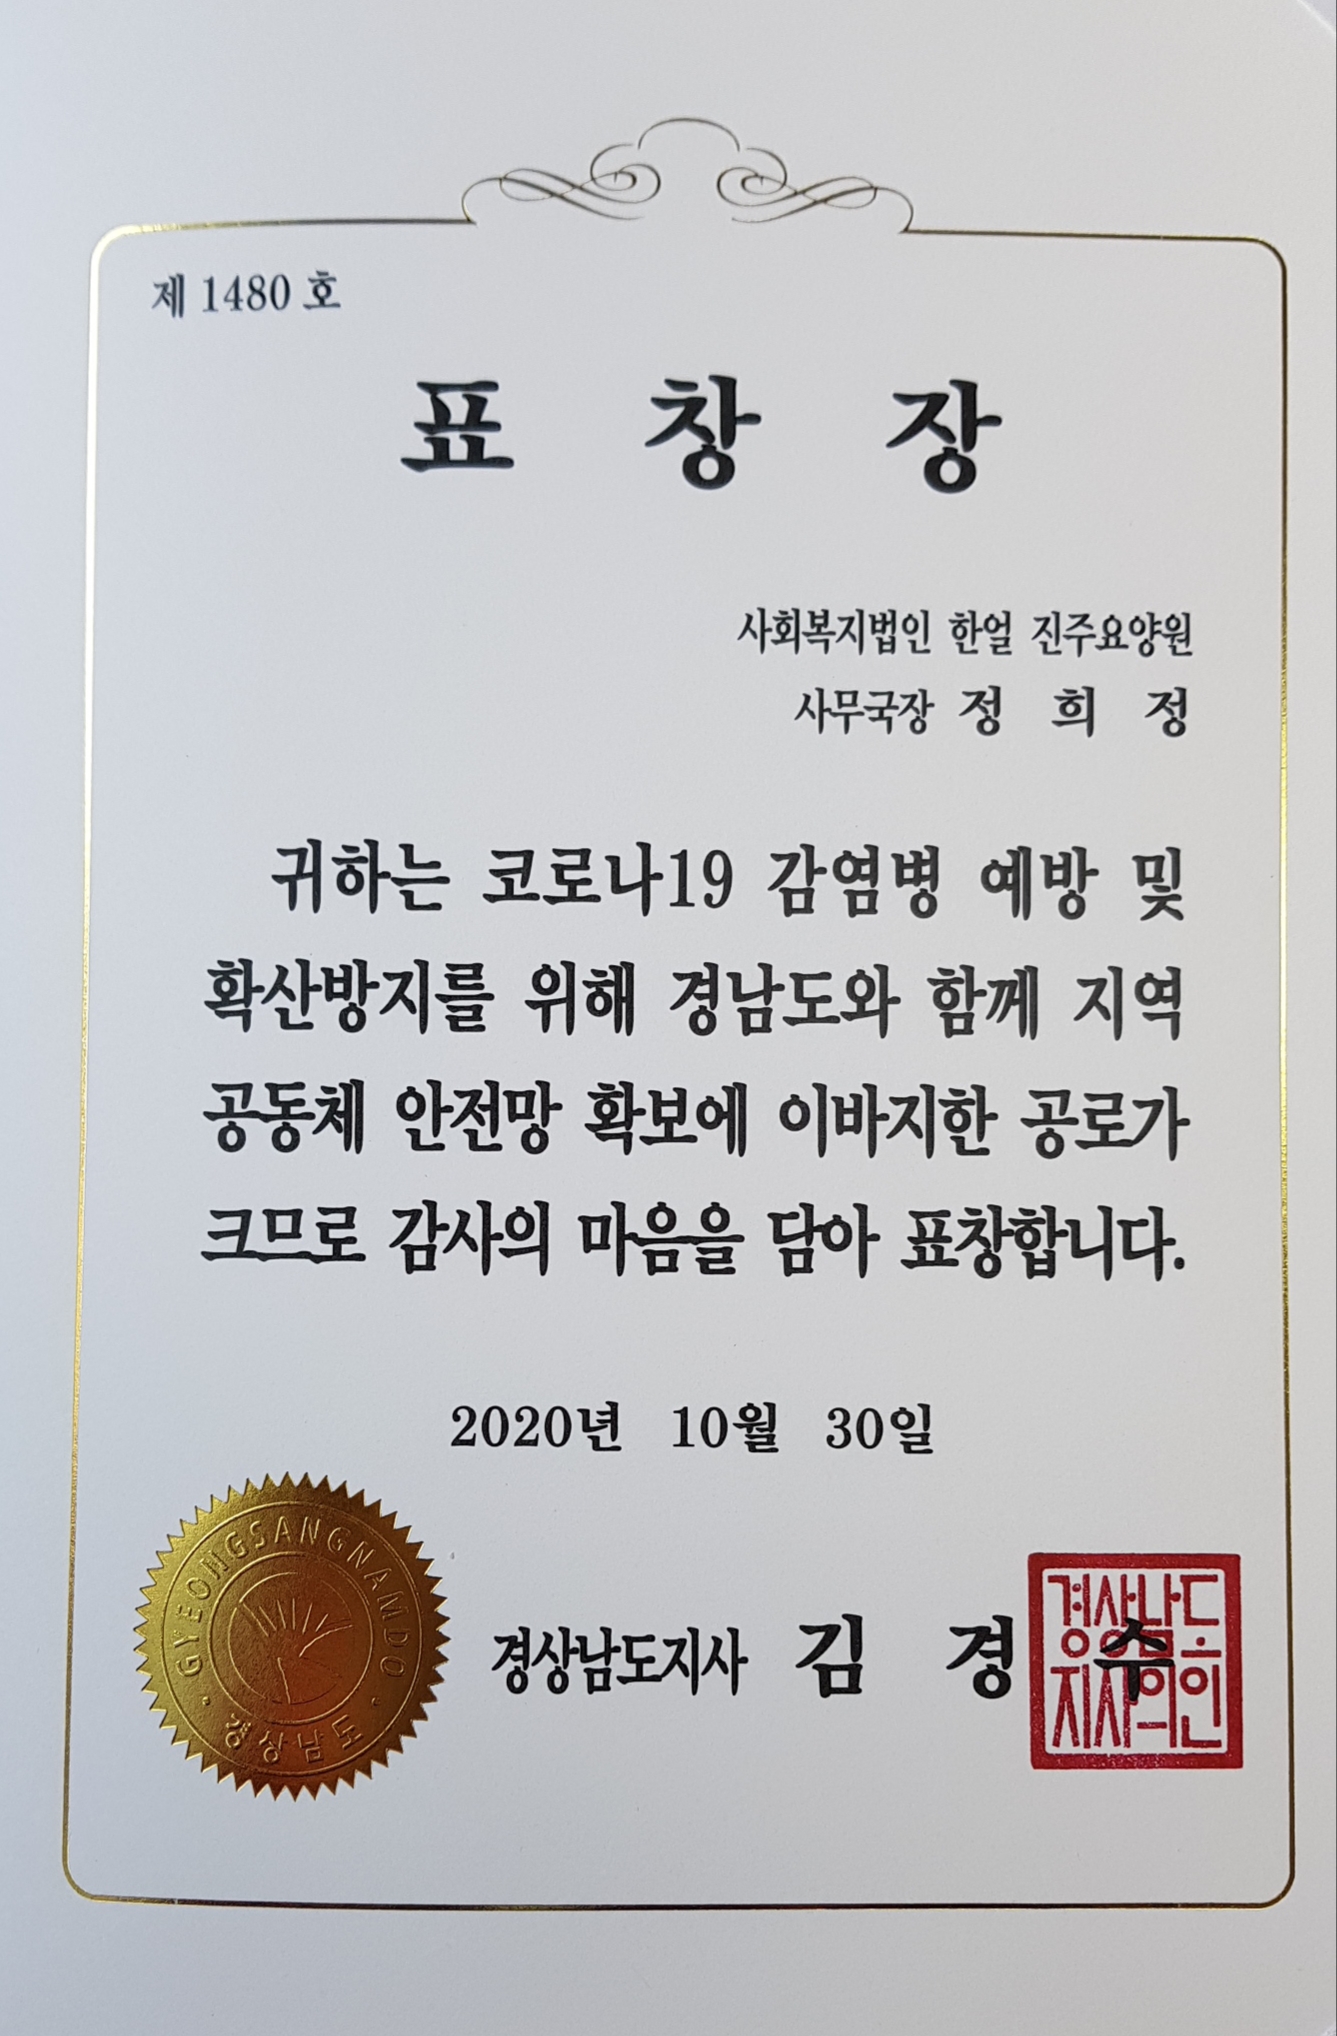 제 1480 호
표 창 장
사회복지법인 한얼 진주요양원
사무국장 정 희 정
귀하는 코로나19 감염병 예방 및
확산방지를 위해 경남도와 함께 지역
공동체 안전망 확보에 이바지한 공로가
크므로 감사의 마음을 담아 표창합니다.
2020년 10월 30일
GYEONGSANGNAMDO
경상남도
경상남도지사 김 경 수
경상남도
지사의인